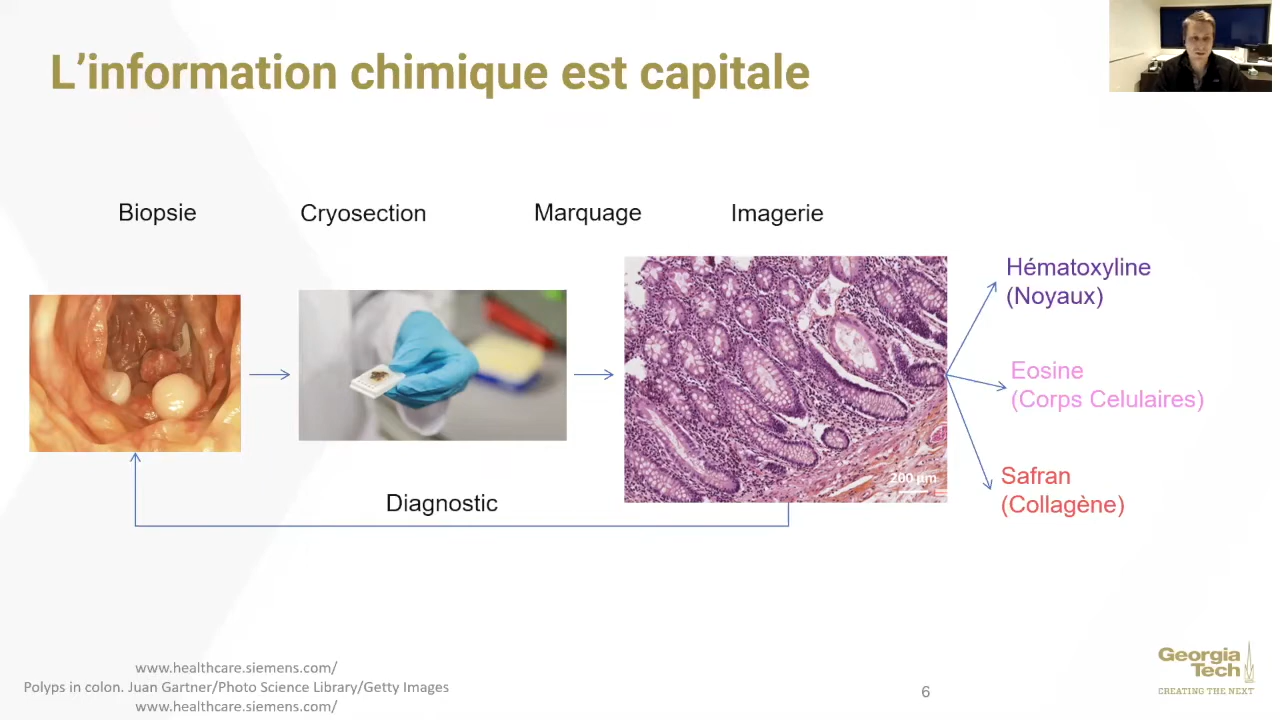 L’information chimique est capitale
Biopsie
Cryosection
Marquage
Imagerie
Hématoxyline
(Noyaux)
Eosine
(Corps Celulaires)
Safran
(Collagène)
200 µm
Diagnostic
www.healthcare.siemens.com/
Polyps in colon. Juan Gartner/Photo Science Library/Getty Images
www.healthcare.siemens.com/
6
Georgia
Tech
CREATING THE NEXT